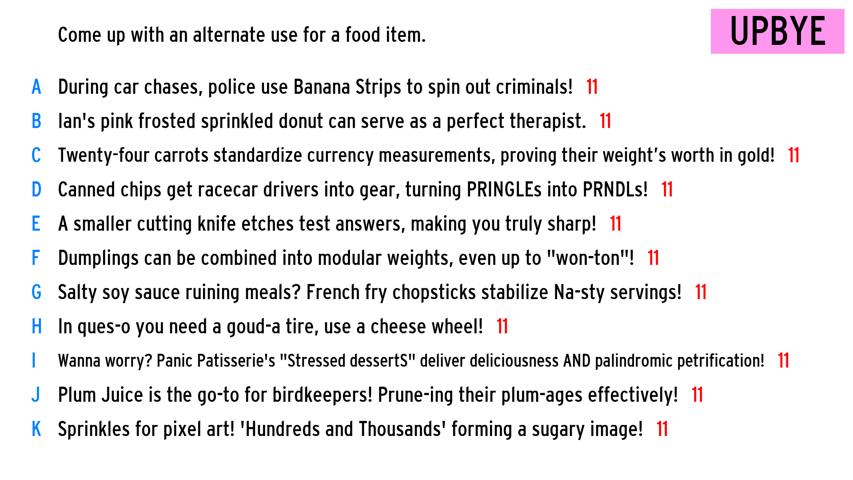 Come up with an alternate use for a food item.
UPBYE
A During car chases, police use Banana Strips to spin out criminals! 11
B Ian's pink frosted sprinkled donut can serve as a perfect therapist. 11
C Twenty-four carrots standardize currency measurements, proving their weight’s worth in gold! 11
D Canned chips get racecar drivers into gear, turning PRINGLEs into PRNDLs! 11
E A smaller cutting knife etches test answers, making you truly sharp! 11
F Dumplings can be combined into modular weights, even up to "won-ton"! 11
G Salty soy sauce ruining meals? French fry chopsticks stabilize Na-sty servings! 11
H In ques-o you need a goud-a tire, use a cheese wheel! 11
I Wanna worry? Panic Patisserie's "Stressed dessertS" deliver deliciousness AND palindromic petrification! 11
J Plum Juice is the go-to for birdkeepers! Prune-ing their plum-ages effectively! 11
K Sprinkles for pixel art! 'Hundreds and Thousands' forming a sugary image! 11